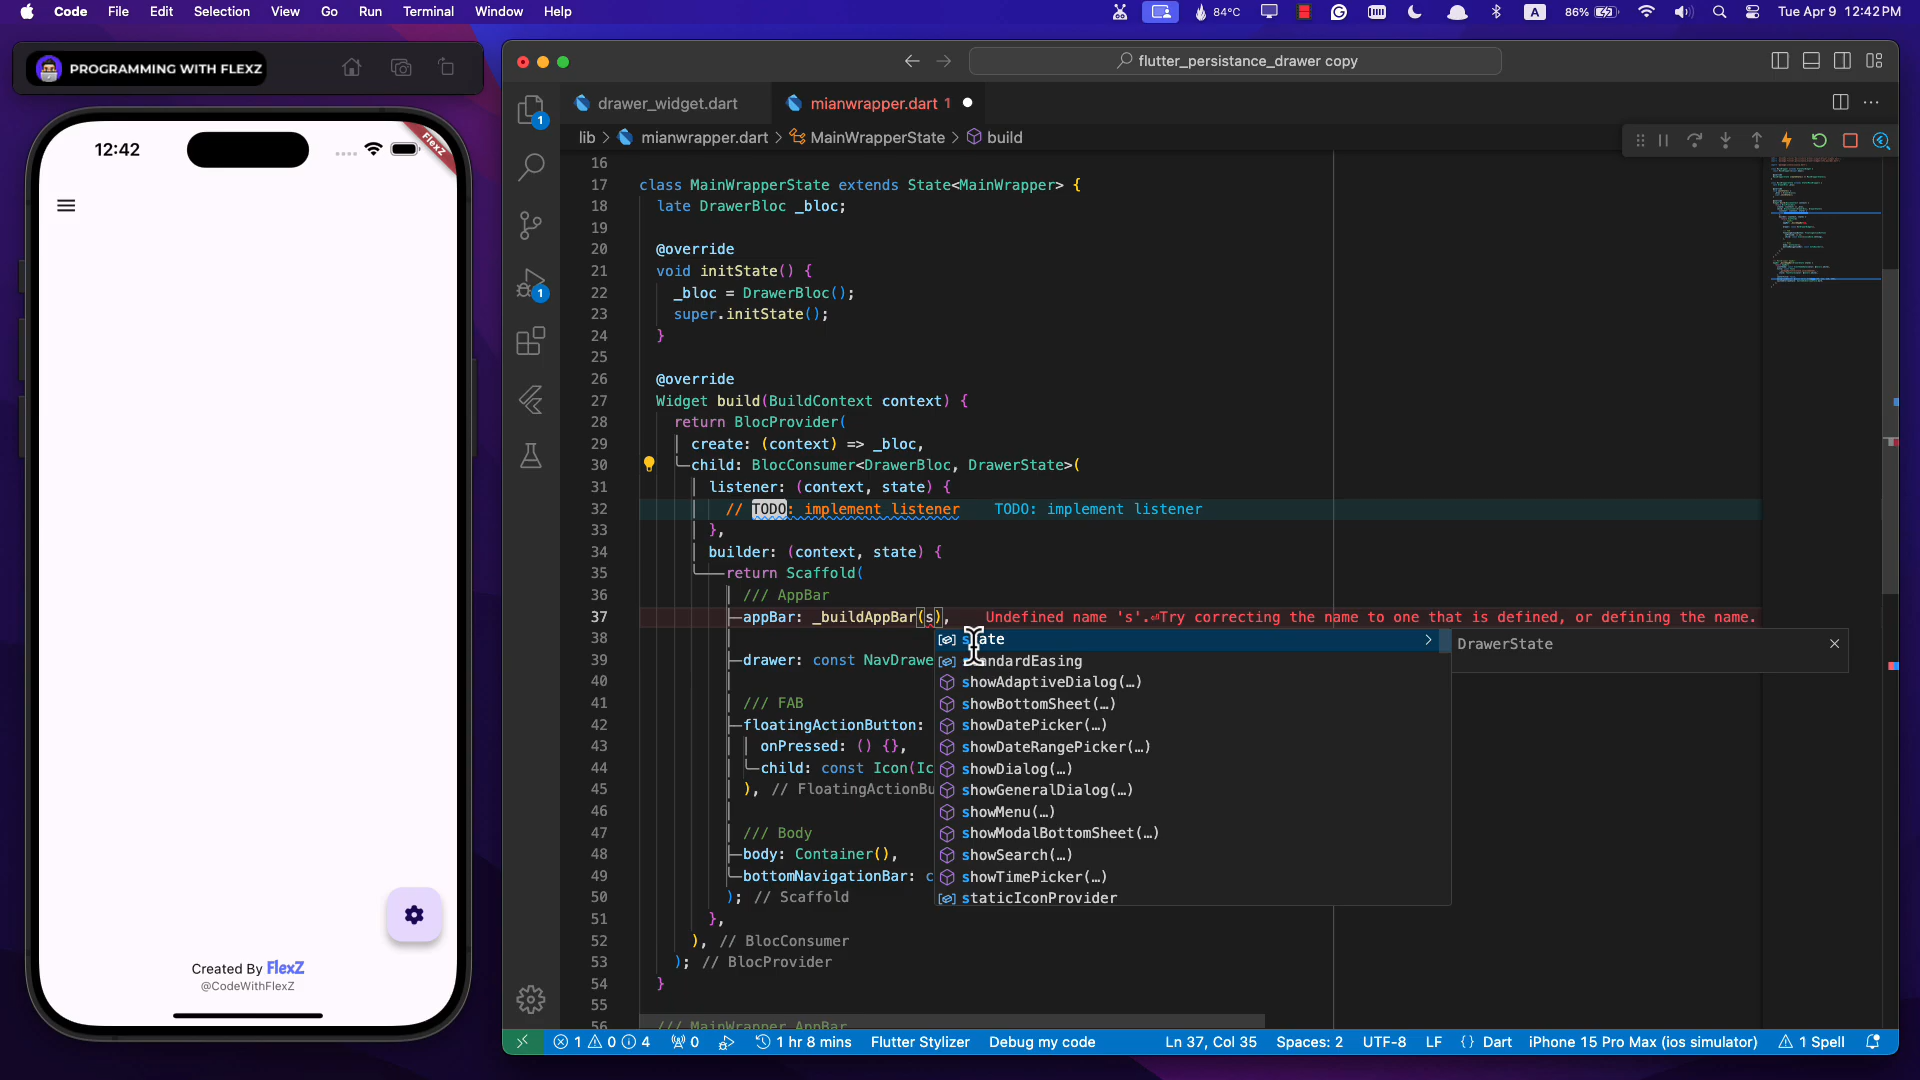 Code File Edit Selection View Go Run Terminal Window Help
84°C A 86% Tue Apr 9 12:42 PM
PROGRAMMING WITH FLEXZ
12:42
FlexZ
Created By FlexZ
@CodeWithFlexZ
flutter_persistance_drawer copy
drawer_widget.dart
mianwrapper.dart 1
lib > mianwrapper.dart > MainWrapperState > build
1
1
16
17 class MainWrapperState extends State<MainWrapper> {
18 late DrawerBloc _bloc;
19
20 @override
21 void initState() {
22 _bloc = DrawerBloc();
23 super.initState();
24 }
25
26 @override
27 Widget build(BuildContext context) {
28 return BlocProvider(
29 create: (context) => _bloc,
30 child: BlocConsumer<DrawerBloc, DrawerState>(
31 listener: (context, state) {
32 // TODO: implement listener TODO: implement listener
33 },
34 builder: (context, state) {
35 return Scaffold(
36 /// AppBar
37 appBar: _buildAppBar(s), Undefined name 's'.⏎Try correcting the name to one that is defined, or defining the name.
38
39 drawer: const NavDrawe
40
41 /// FAB
42 floatingActionButton:
43 onPressed: () {},
44 child: const Icon(Ic
45 ), // FloatingActionBu
46
47 /// Body
48 body: Container(),
49 bottomNavigationBar: c
50 ); // Scaffold
51 },
52 ), // BlocConsumer
53 ); // BlocProvider
54 }
55
56 /// MainWrapper AppBar
state
standardEasing
showAdaptiveDialog(…)
showBottomSheet(…)
showDatePicker(…)
showDateRangePicker(…)
showDialog(…)
showGeneralDialog(…)
showMenu(…)
showModalBottomSheet(…)
showSearch(…)
showTimePicker(…)
staticIconProvider
DrawerState
1 0 4 0 1 hr 8 mins Flutter Stylizer Debug my code Ln 37, Col 35 Spaces: 2 UTF-8 LF {} Dart iPhone 15 Pro Max (ios simulator) 1 Spell